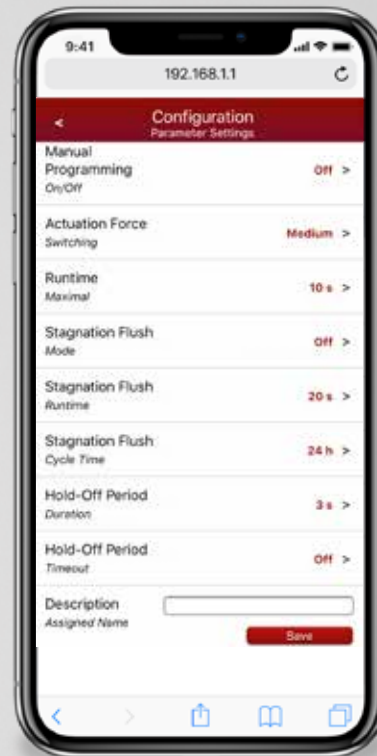 9:41
192.168.1.1
< Configuration
Parameter Settings
Manual
Programming
On/Off
Off >
Actuation Force
Switching
Medium >
Runtime
Maximal
10 s >
Stagnation Flush
Mode
Off >
Stagnation Flush
Runtime
20 s >
Stagnation Flush
Cycle Time
24 h >
Hold-Off Period
Duration
3 s >
Hold-Off Period
Timeout
Off >
Description
Assigned Name
Save